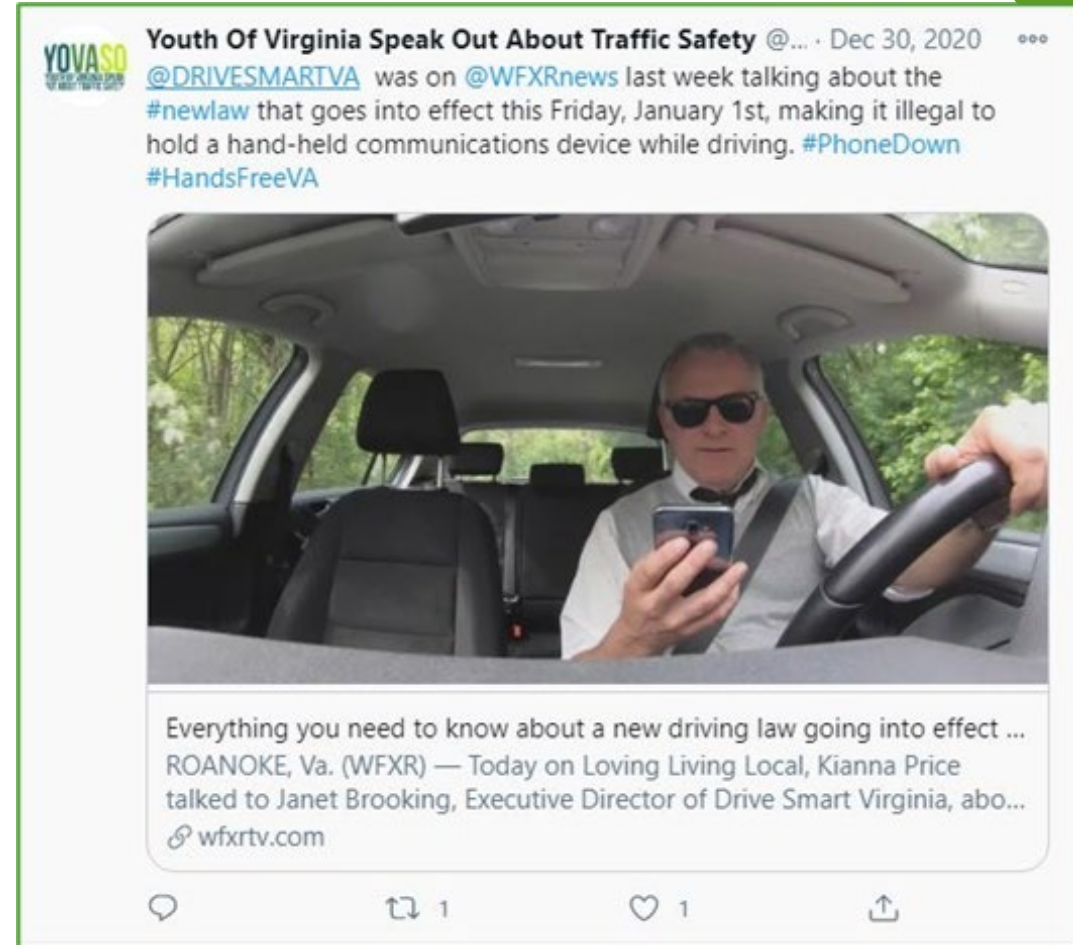 YOVASO
Youth Of Virginia Speak Out About Traffic Safety @... · Dec 30, 2020
@DRIVESMARTVA was on @WFXRnews last week talking about the
#newlaw that goes into effect this Friday, January 1st, making it illegal to
hold a hand-held communications device while driving. #PhoneDown
#HandsFreeVA
Everything you need to know about a new driving law going into effect ...
ROANOKE, Va. (WFXR) — Today on Loving Living Local, Kianna Price
talked to Janet Brooking, Executive Director of Drive Smart Virginia, abo...
wfxrtv.com
1 1